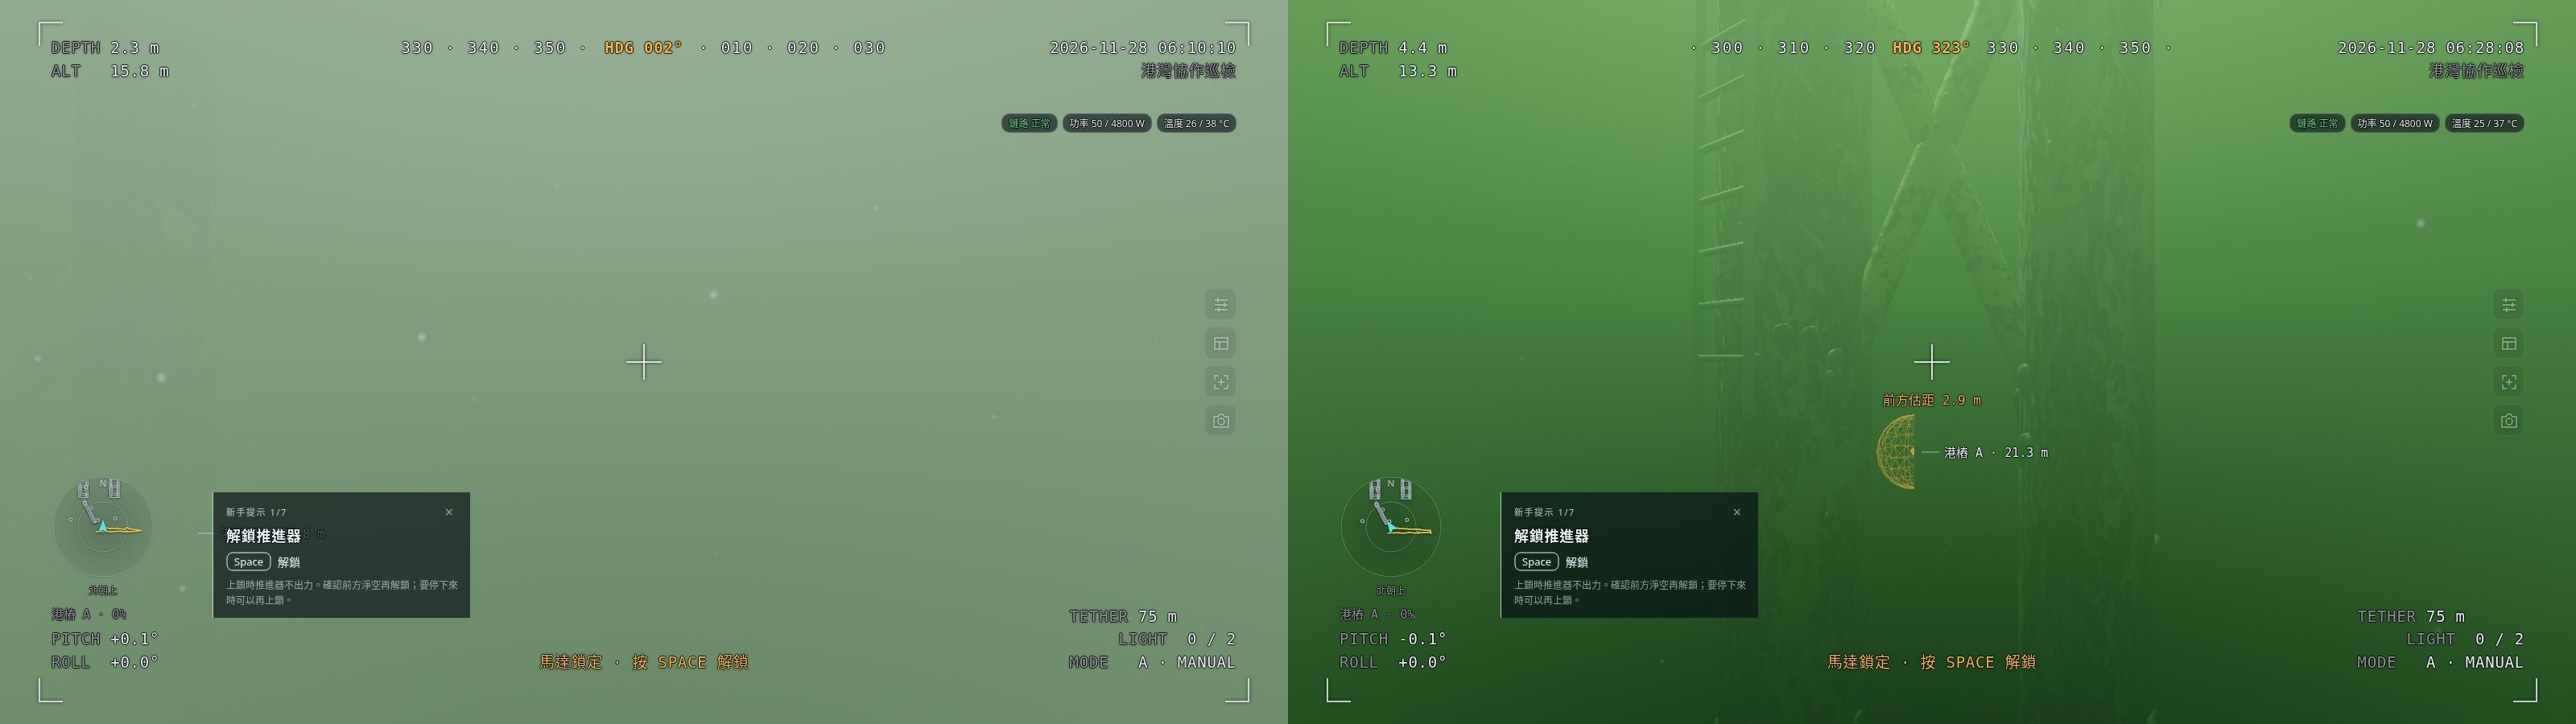 DEPTH 2.3 m
ALT 15.8 m
330 · 340 · 350 · HDG 002° · 010 · 020 · 030
2026-11-28 06:10:10
港灣協作巡檢
鏈路 正常
功率 50 / 4800 W
溫度 26 / 38 °C
N
北朝上
港樁 A · 0%
PITCH +0.1°
ROLL +0.0°
新手提示 1/7
×
解鎖推進器
Space 解鎖
上鎖時推進器不出力。確認前方淨空再解鎖；要停下來
時可以再上鎖。
馬達鎖定 · 按 SPACE 解鎖
TETHER 75 m
LIGHT 0 / 2
MODE A · MANUAL
DEPTH 4.4 m
ALT 13.3 m
· 300 · 310 · 320 HDG 323° 330 · 340 · 350 ·
2026-11-28 06:28:08
港灣協作巡檢
鏈路 正常
功率 50 / 4800 W
溫度 25 / 37 °C
前方估距 2.9 m
港樁 A · 21.3 m
N
北朝上
港樁 A · 0%
PITCH -0.1°
ROLL +0.0°
新手提示 1/7
×
解鎖推進器
Space 解鎖
上鎖時推進器不出力。確認前方淨空再解鎖；要停下來
時可以再上鎖。
馬達鎖定 · 按 SPACE 解鎖
TETHER 75 m
LIGHT 0 / 2
MODE A · MANUAL